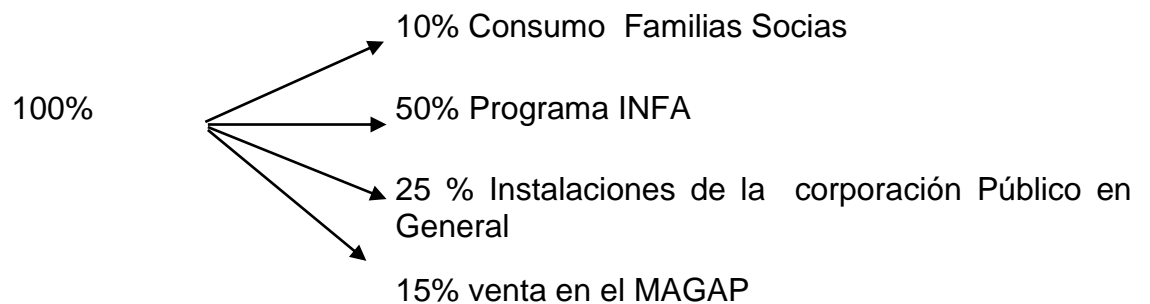 10% Consumo Familias Socias
100%
50% Programa INFA
25 % Instalaciones de la corporación Público en
General
15% venta en el MAGAP